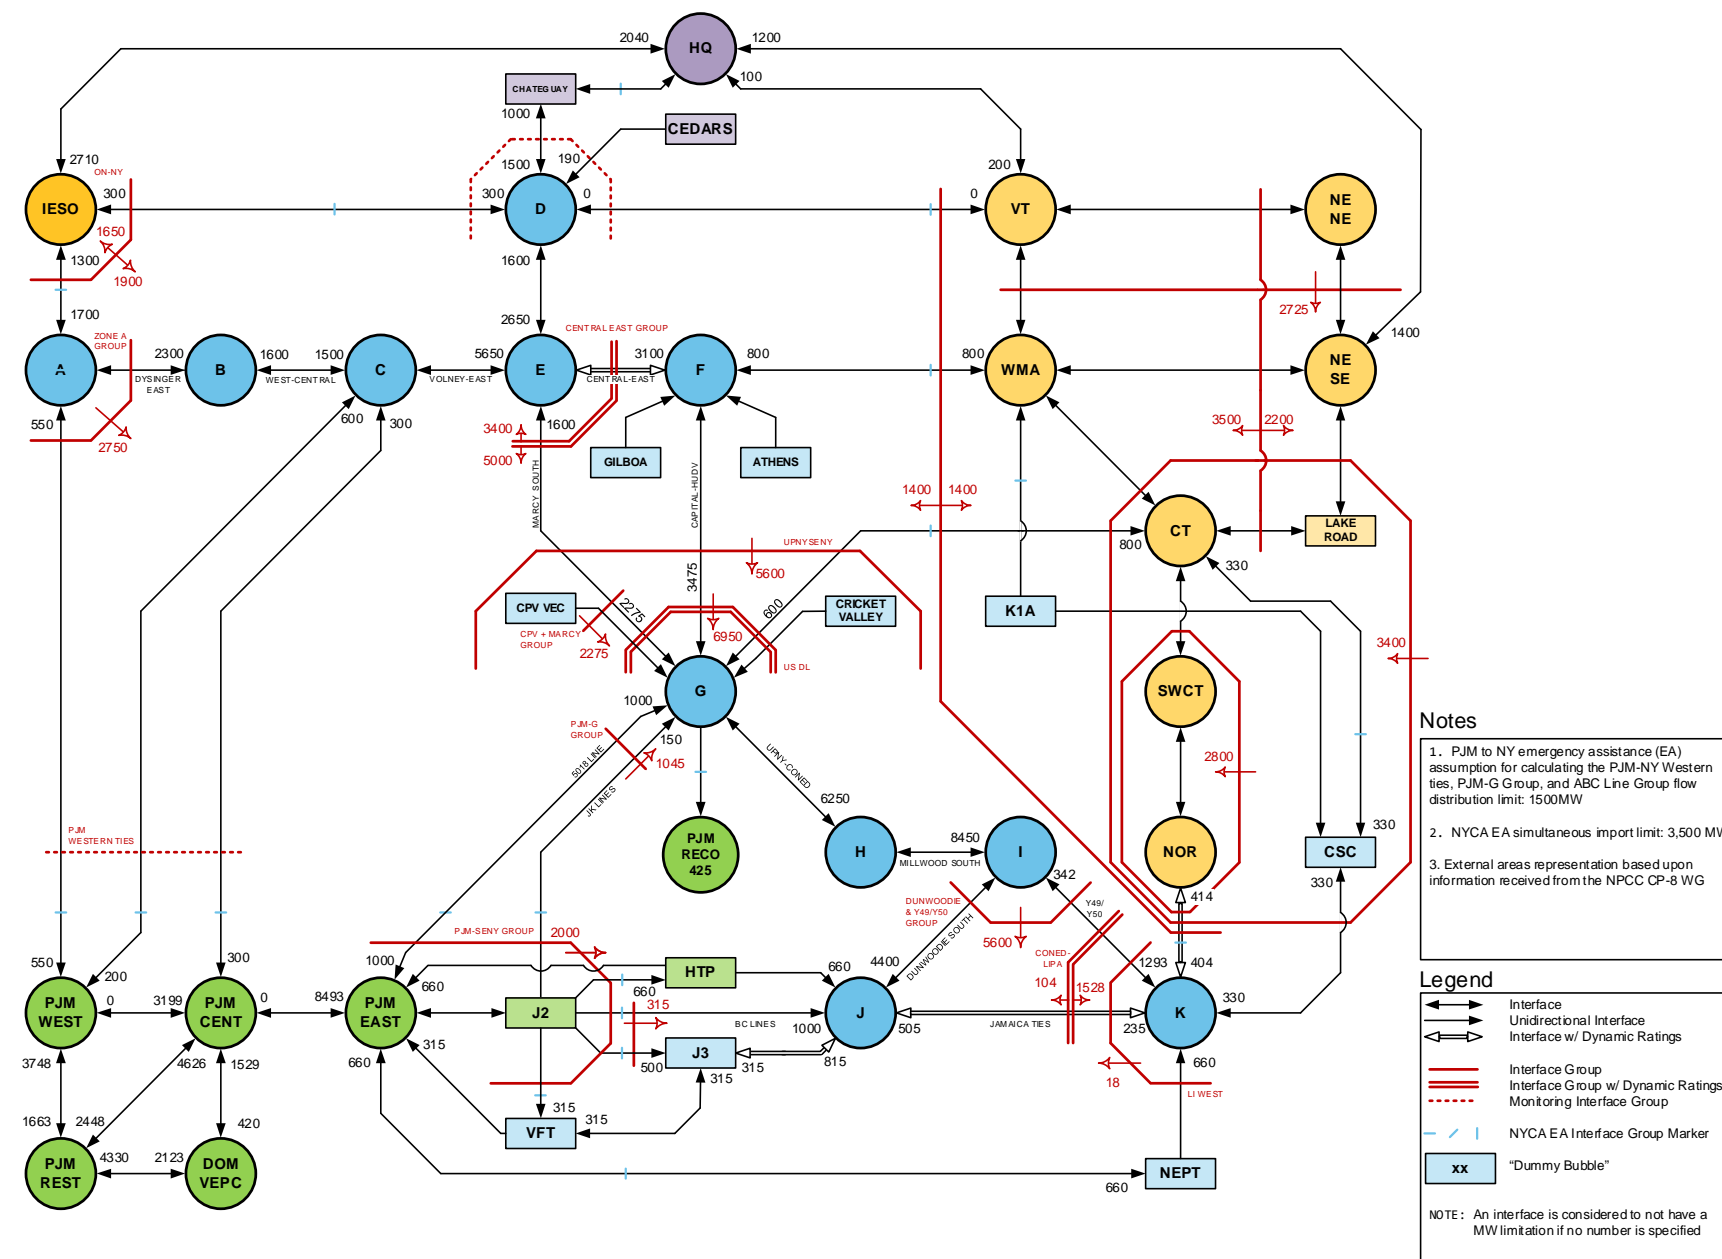 2040
HQ
1200
100
CHATEGUAY
1000
CEDARS
2710
ON-NY
1500
190
200
IESO
300
300
D
0
0
VT
NE
NE
1650
1300
1900
1600
2725
1700
2650
CENTRAL EAST GROUP
1400
ZONE A
GROUP
A
2300
B
1600
1500
C
5650
E
3100
F
800
800
WMA
NE
SE
DYSINGER
EAST
WEST-CENTRAL
VOLNEY-EAST
CENTRAL-EAST
550
600
300
1600
3500
2200
2750
3400
5000
GILBOA
ATHENS
MARCY SOUTH
CAPITAL-HUDV
1400
1400
CT
LAKE
ROAD
800
UPNYSENY
330
5600
3475
CPV VEC
2275
600
CRICKET
VALLEY
K1A
6950
CPV + MARCY
GROUP
2275
3400
US DL
G
SWCT
1000
PJM-G
GROUP
150
1045
5018 LINE
JK LINES
UPNY-CONED
2800
6250
PJM
WESTERN TIES
PJM
RECO
425
H
8450
I
MILLWOOD SOUTH
NOR
330
CSC
342
330
DUNWOODIE
& Y49/Y50
GROUP
Y49/
Y50
414
DUNWOODIE SOUTH
PJM-SENY GROUP
2000
5600
CONED-
LIPA
550
200
300
1000
HTP
660
4400
1293
404
660
660
104
1528
PJM
WEST
0
3199
PJM
CENT
0
8493
PJM
EAST
J2
315
BC LINES
1000
J
505
JAMAICA TIES
235
K
330
3748
4626
1529
660
315
500
J3
315
815
315
18
660
LI WEST
1663
2448
420
315
VFT
315
PJM
REST
4330
2123
DOM
VEPC
NEPT
660
Notes
1. PJM to NY emergency assistance (EA)
assumption for calculating the PJM-NY Western
ties, PJM-G Group, and ABC Line Group flow
distribution limit: 1500MW
2. NYCA EA simultaneous import limit: 3,500 MW
3. External areas representation based upon
information received from the NPCC CP-8 WG
Legend
Interface
Unidirectional Interface
Interface w/ Dynamic Ratings
Interface Group
Interface Group w/ Dynamic Ratings
Monitoring Interface Group
NYCA EA Interface Group Marker
xx
"Dummy Bubble"
NOTE: An interface is considered to not have a
MW limitation if no number is specified